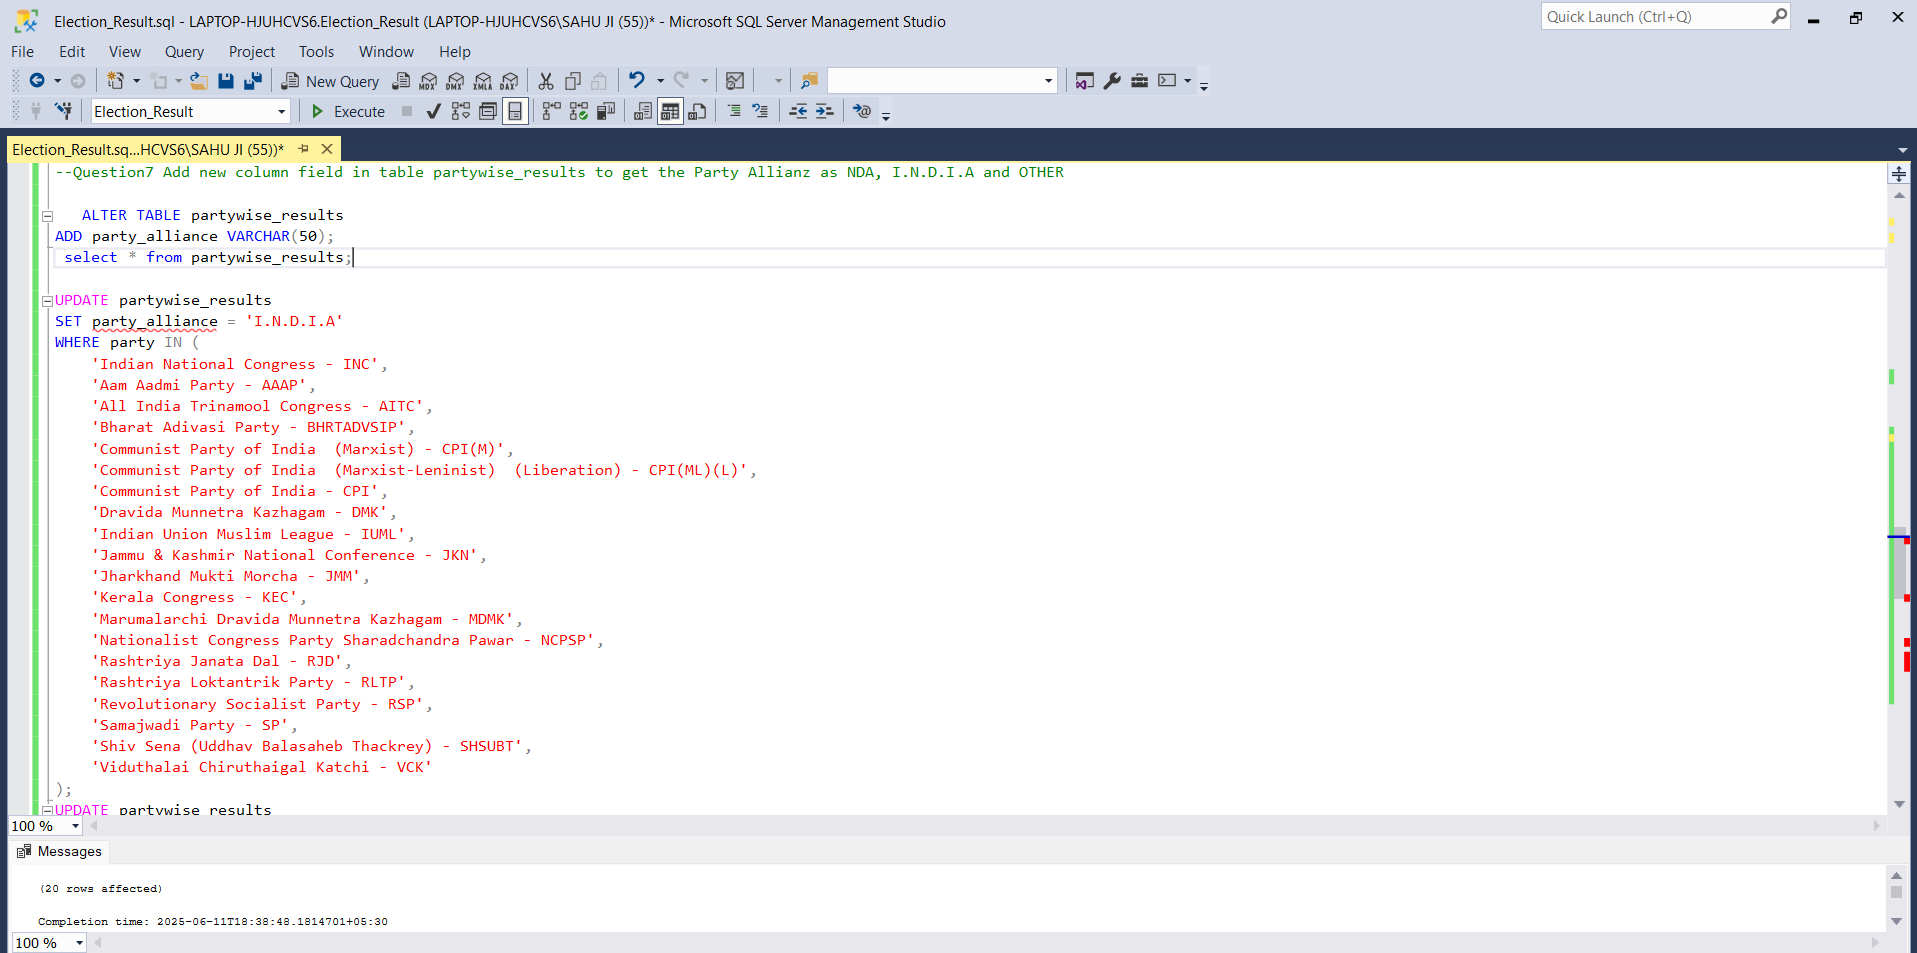 Election_Result.sql - LAPTOP-HJUHCVS6.Election_Result (LAPTOP-HJUHCVS6\SAHU JI (55))* - Microsoft SQL Server Management Studio
Quick Launch (Ctrl+Q)
File Edit View Query Project Tools Window Help
New Query MDX DMX XMLA DAX
Election_Result Execute
Election_Result.sq...HCVS6\SAHU JI (55))*
--Question7 Add new column field in table partywise_results to get the Party Allianz as NDA, I.N.D.I.A and OTHER
ALTER TABLE partywise_results
ADD party_alliance VARCHAR(50);
select * from partywise_results;
UPDATE partywise_results
SET party_alliance = 'I.N.D.I.A'
WHERE party IN (
'Indian National Congress - INC',
'Aam Aadmi Party - AAAP',
'All India Trinamool Congress - AITC',
'Bharat Adivasi Party - BHRTADVSIP',
'Communist Party of India  (Marxist) - CPI(M)',
'Communist Party of India  (Marxist-Leninist)  (Liberation) - CPI(ML)(L)',
'Communist Party of India - CPI',
'Dravida Munnetra Kazhagam - DMK',
'Indian Union Muslim League - IUML',
'Jammu & Kashmir National Conference - JKN',
'Jharkhand Mukti Morcha - JMM',
'Kerala Congress - KEC',
'Marumalarchi Dravida Munnetra Kazhagam - MDMK',
'Nationalist Congress Party Sharadchandra Pawar - NCPSP',
'Rashtriya Janata Dal - RJD',
'Rashtriya Loktantrik Party - RLTP',
'Revolutionary Socialist Party - RSP',
'Samajwadi Party - SP',
'Shiv Sena (Uddhav Balasaheb Thackrey) - SHSUBT',
'Viduthalai Chiruthaigal Katchi - VCK'
);
UPDATE partywise_results
100 %
Messages
(20 rows affected)
Completion time: 2025-06-11T18:38:48.1814701+05:30
100 %